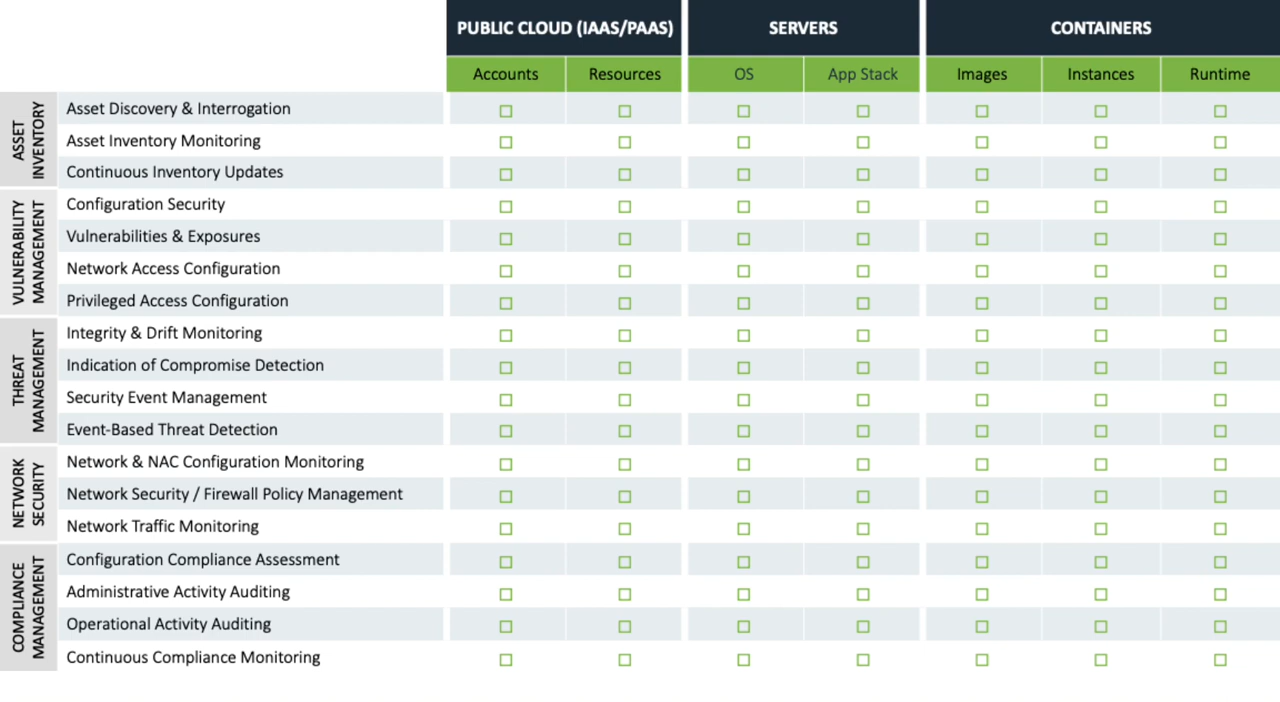 PUBLIC CLOUD (IAAS/PAAS) SERVERS CONTAINERS
Accounts Resources OS App Stack Images Instances Runtime
ASSET
INVENTORY
Asset Discovery & Interrogation
Asset Inventory Monitoring
Continuous Inventory Updates
VULNERABILITY
MANAGEMENT
Configuration Security
Vulnerabilities & Exposures
Network Access Configuration
Privileged Access Configuration
THREAT
MANAGEMENT
Integrity & Drift Monitoring
Indication of Compromise Detection
Security Event Management
Event-Based Threat Detection
NETWORK
SECURITY
Network & NAC Configuration Monitoring
Network Security / Firewall Policy Management
Network Traffic Monitoring
COMPLIANCE
MANAGEMENT
Configuration Compliance Assessment
Administrative Activity Auditing
Operational Activity Auditing
Continuous Compliance Monitoring